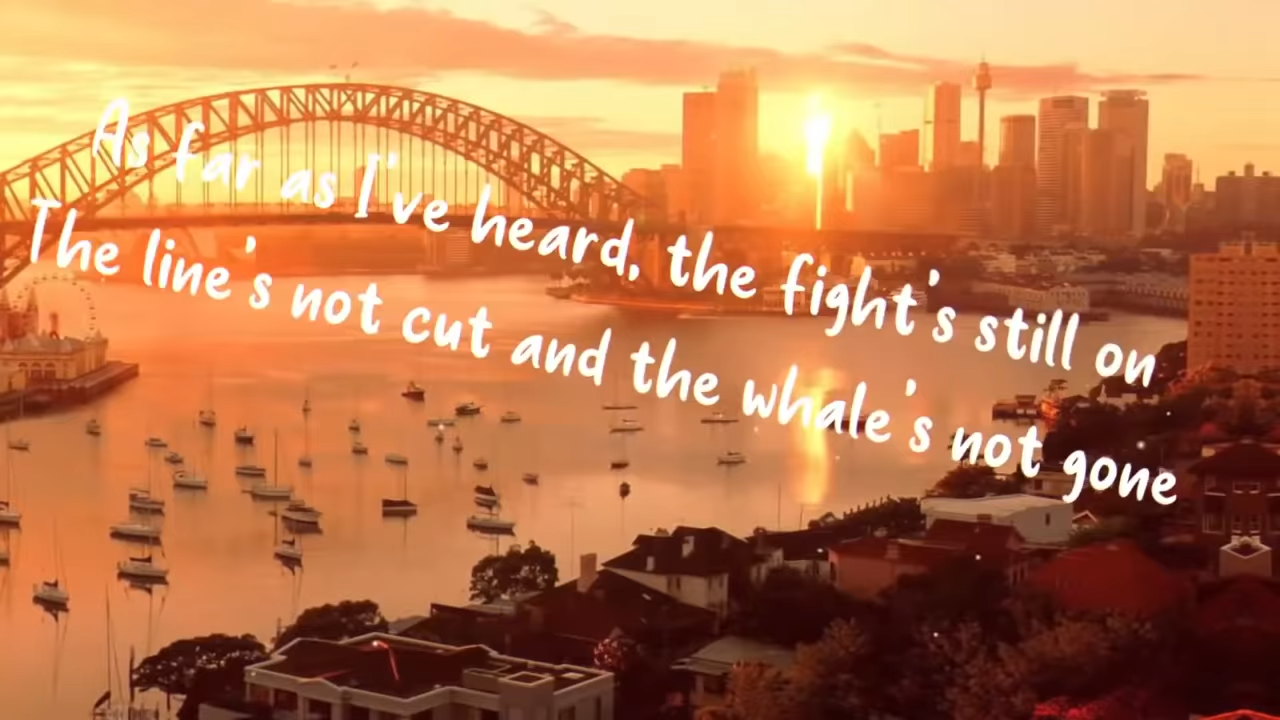 As far as I've heard, the fight's still on
The line's not cut and the whale's not gone